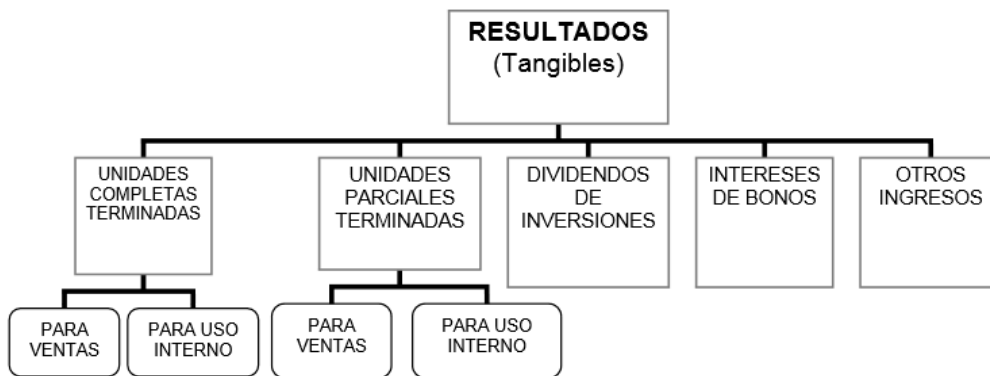 RESULTADOS
(Tangibles)
UNIDADES
COMPLETAS
TERMINADAS
UNIDADES
PARCIALES
TERMINADAS
DIVIDENDOS
DE
INVERSIONES
INTERESES
DE BONOS
OTROS
INGRESOS
PARA
VENTAS
PARA USO
INTERNO
PARA
VENTAS
PARA USO
INTERNO